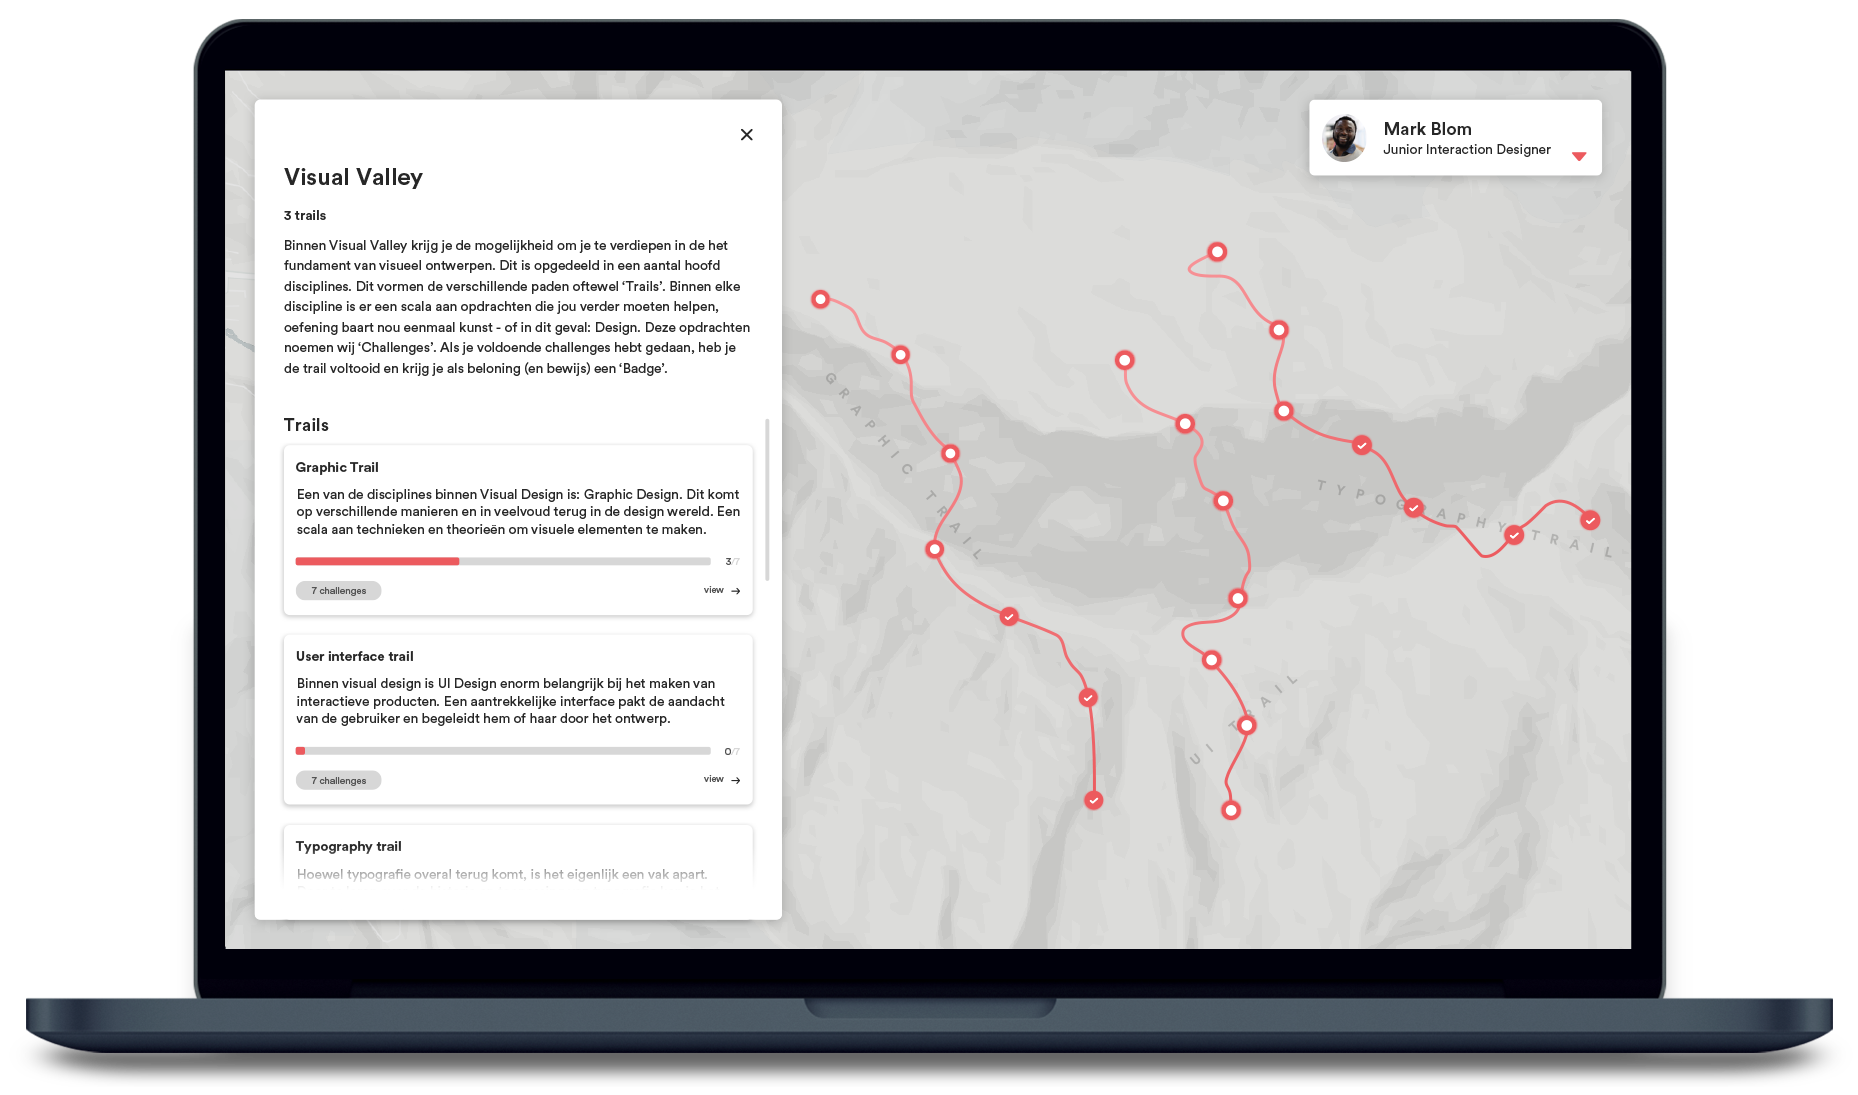 Visual Valley
3 trails
Binnen Visual Valley krijg je de mogelijkheid om je te verdiepen in de het
fundament van visueel ontwerpen. Dit is opgedeeld in een aantal hoofd
disciplines. Dit vormen de verschillende paden oftewel ‘Trails’. Binnen elke
discipline is er een scala aan opdrachten die jou verder moeten helpen,
oefening baart nou eenmaal kunst - of in dit geval: Design. Deze opdrachten
noemen wij ‘Challenges’. Als je voldoende challenges hebt gedaan, heb je
de trail voltooid en krijg je als beloning (en bewijs) een ‘Badge’.
Trails
Graphic Trail
Een van de disciplines binnen Visual Design is: Graphic Design. Dit komt
op verschillende manieren en in veelvoud terug in de design wereld. Een
scala aan technieken en theorieën om visuele elementen te maken.
3/7
7 challenges
view →
User interface trail
Binnen visual design is UI Design enorm belangrijk bij het maken van
interactieve producten. Een aantrekkelijke interface pakt de aandacht
van de gebruiker en begeleidt hem of haar door het ontwerp.
0/7
7 challenges
view →
Typography trail
Hoewel typografie overal terug komt, is het eigenlijk een vak apart.
Mark Blom
Junior Interaction Designer
GRAPHIC TRAIL
TYPOGRAPHY TRAIL
UI TRAIL